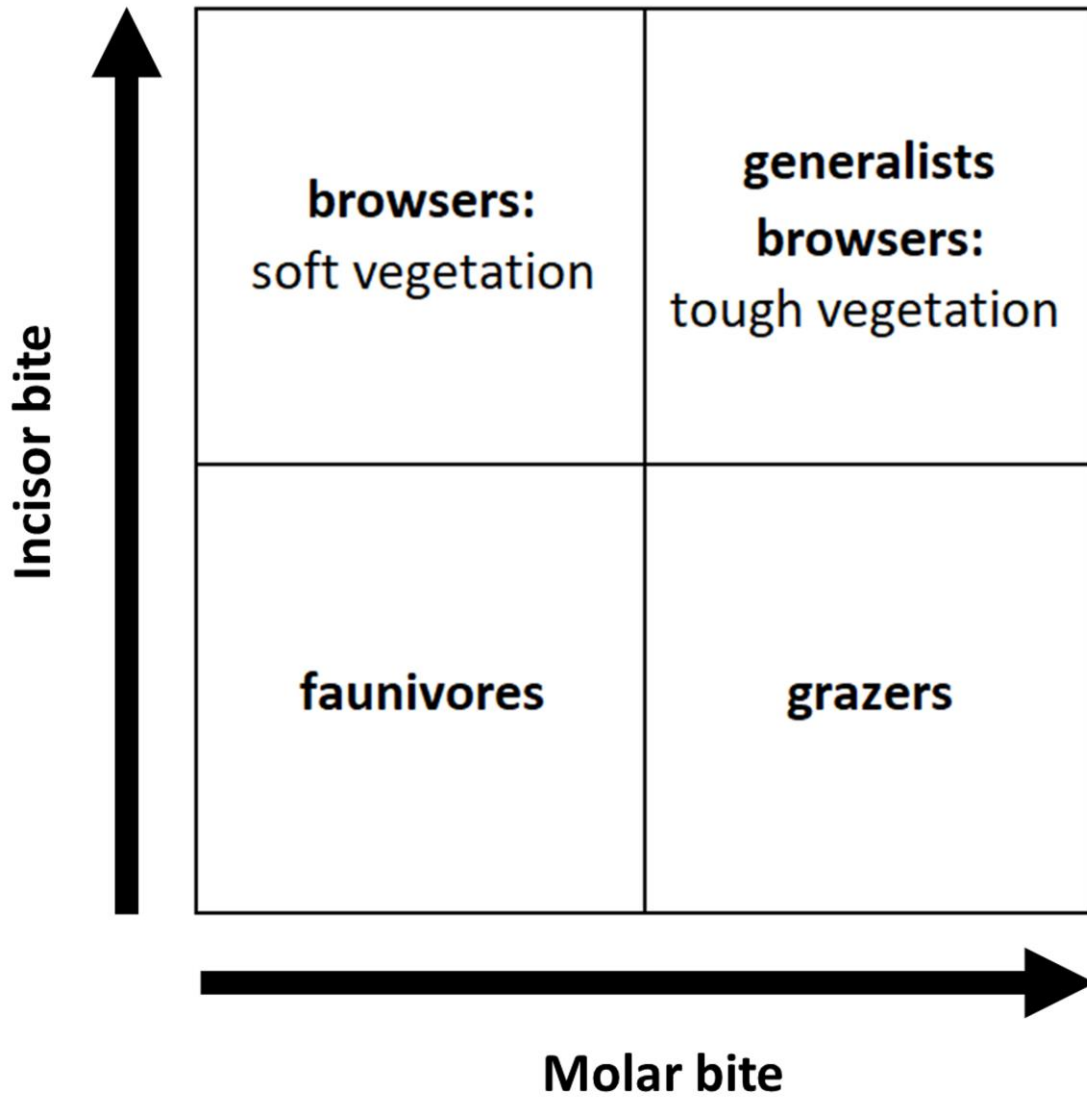 Incisor bite
browsers:
soft vegetation
generalists
browsers:
tough vegetation
faunivores
grazers
Molar bite